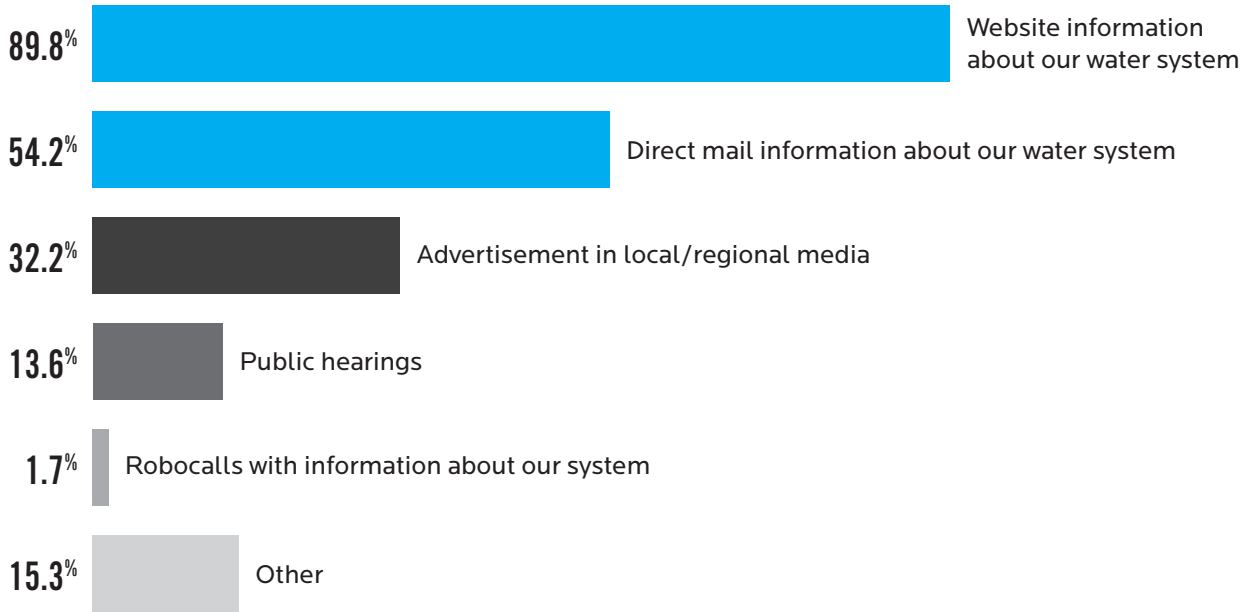 89.8%
Website information
about our water system
54.2%
Direct mail information about our water system
32.2%
Advertisement in local/regional media
13.6%
Public hearings
1.7%
Robocalls with information about our system
15.3%
Other